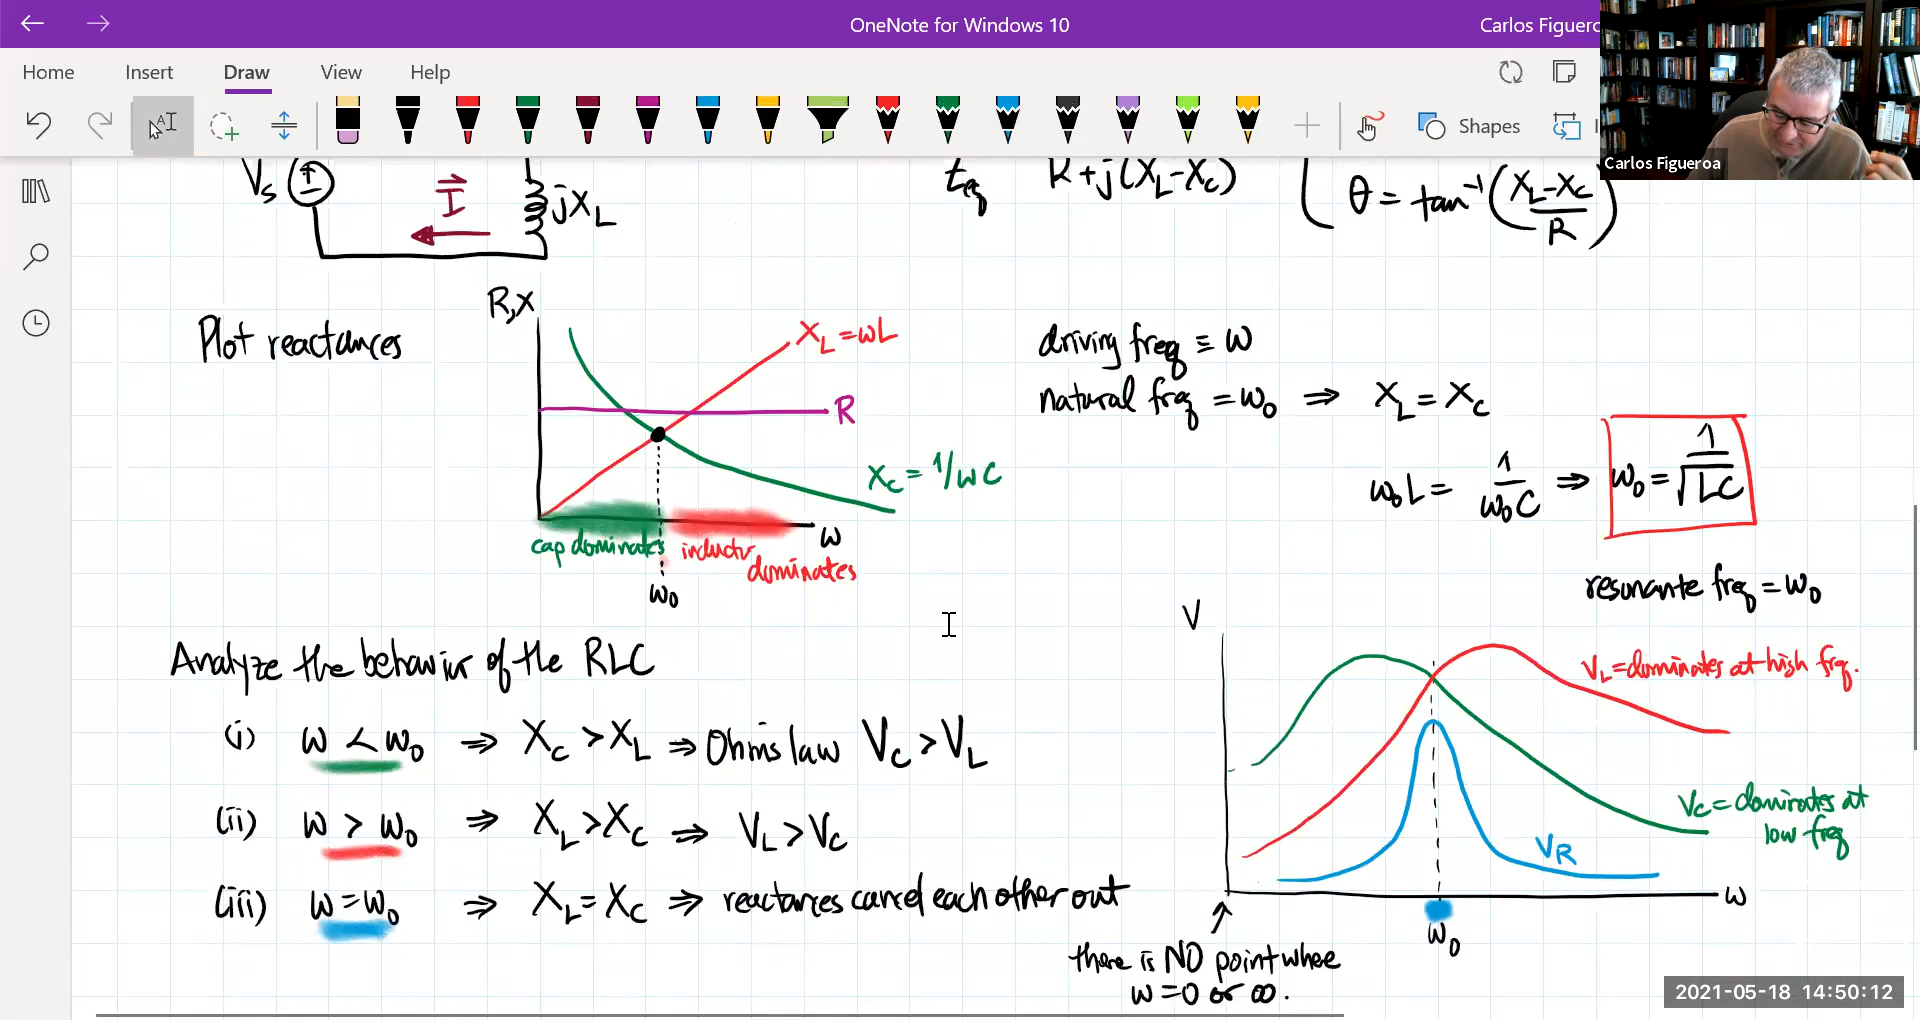 OneNote for Windows 10
Carlos Figuero
Home Insert Draw View Help
Shapes
Carlos Figueroa
Vs
I
jXL
R+j(XL-Xc)
θ = tan⁻¹(XL-Xc/R)
Plot reactances
R,X
XL=ωL
R
Xc = 1/ωC
cap dominates
dominates
ω
ω0
driving freq ≡ ω
natural freq = ω0 ⇒ XL = Xc
ω0L = 1/ω0C ⇒ ω0 = 1/√LC
resonante freq = ω0
Analyze the behavior of the RLC
(i) ω < ω0 ⇒ Xc > XL ⇒ Ohm's law Vc > VL
(ii) ω > ω0 ⇒ XL > Xc ⇒ VL > Vc
(iii) ω = ω0 ⇒ XL = Xc ⇒ reactances cancel each other out
V
VL = dominates at high frq.
Vc = dominates at
low freq
VR
ω
ω0
there is NO point where
ω = 0 or ∞.
2021-05-18 14:50:12